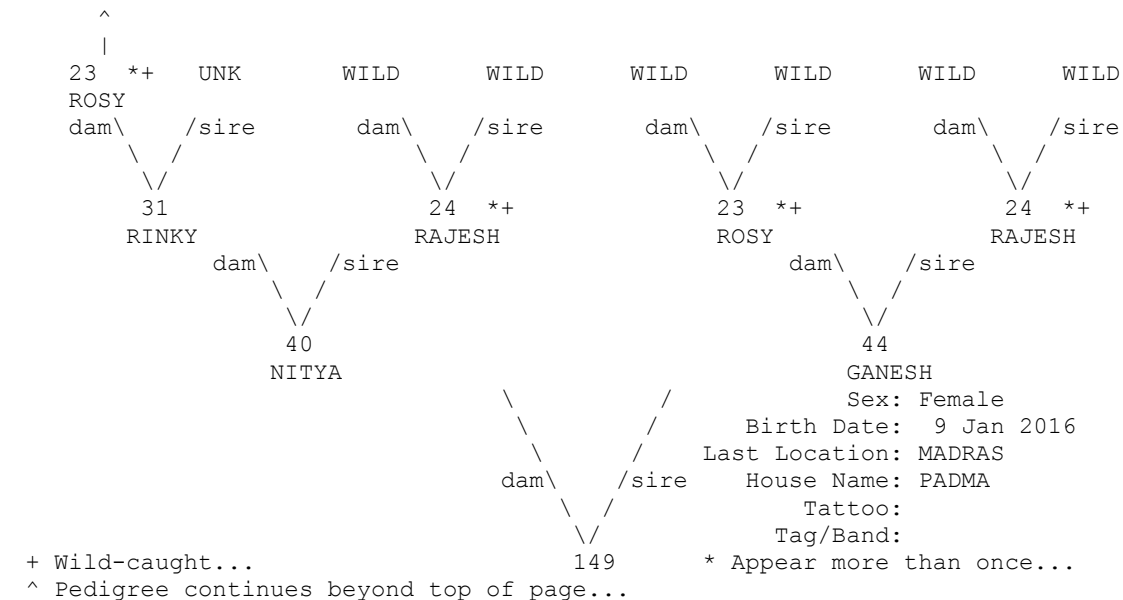 ^
|
23 *+ UNK WILD WILD WILD WILD WILD WILD
ROSY
dam\ /sire dam\ /sire dam\ /sire dam\ /sire
\ / \ / \ / \ /
\/ \/ \/ \/
31 24 *+ 23 *+ 24 *+
RINKY RAJESH ROSY RAJESH
dam\ /sire dam\ /sire
\ / \ /
\/ \/
40 44
NITYA GANESH
\ / Sex: Female
\ / Birth Date: 9 Jan 2016
\ / Last Location: MADRAS
dam\ /sire House Name: PADMA
\ / Tattoo:
\/ Tag/Band:
+ Wild-caught... 149 * Appear more than once...
^ Pedigree continues beyond top of page...